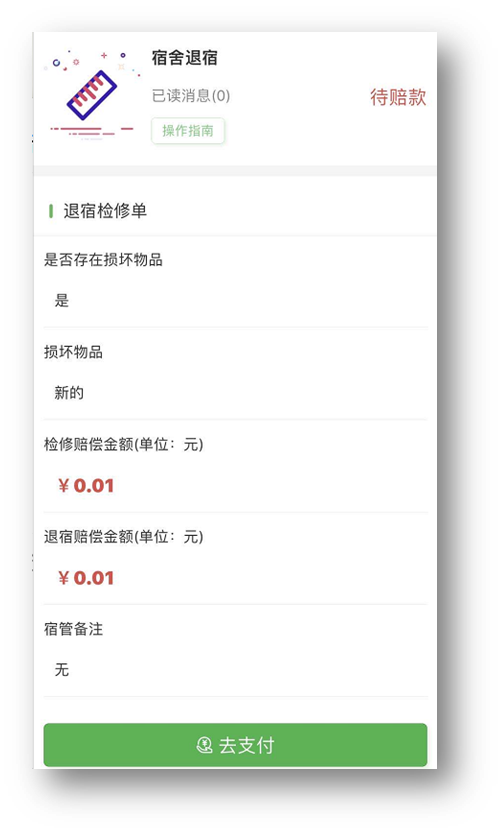 宿舍退宿
已读消息(0)
待赔款
操作指南
退宿检修单
是否存在损坏物品
是
损坏物品
新的
检修赔偿金额(单位：元)
￥0.01
退宿赔偿金额(单位：元)
￥0.01
宿管备注
无
去支付